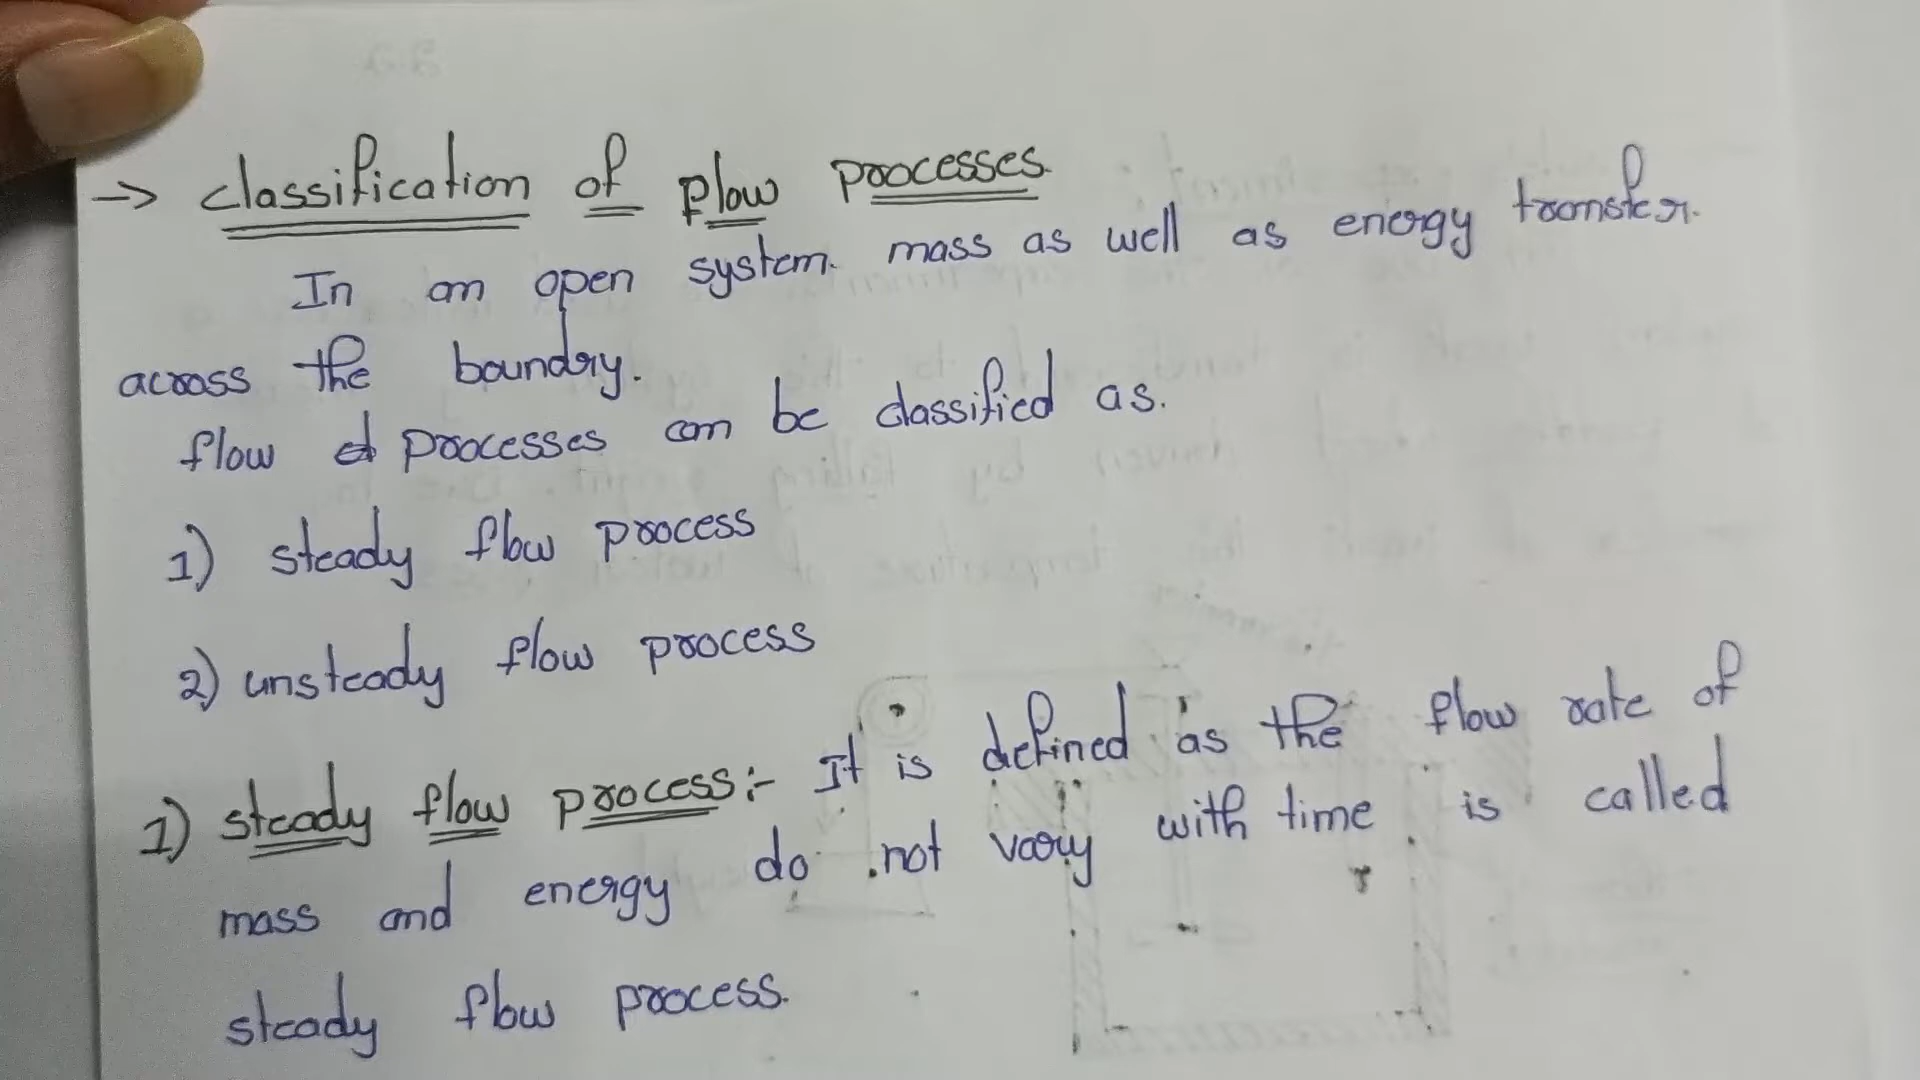 → classification of flow processes.
In an open system. mass as well as energy transfer.
across the boundry.
flow processes can be classified as.
1) steady flow process
2) unsteady flow process
1) steady flow process:- It is defined as the flow rate of
mass and energy do not vary with time is called
steady flow process.